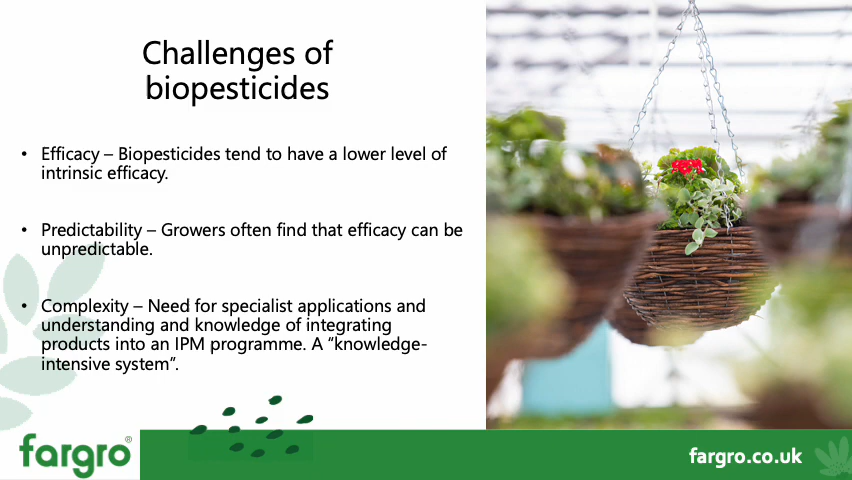 Challenges of
biopesticides
• Efficacy – Biopesticides tend to have a lower level of
intrinsic efficacy.
• Predictability – Growers often find that efficacy can be
unpredictable.
• Complexity – Need for specialist applications and
understanding and knowledge of integrating
products into an IPM programme. A “knowledge-
intensive system”.
fargro®
fargro.co.uk